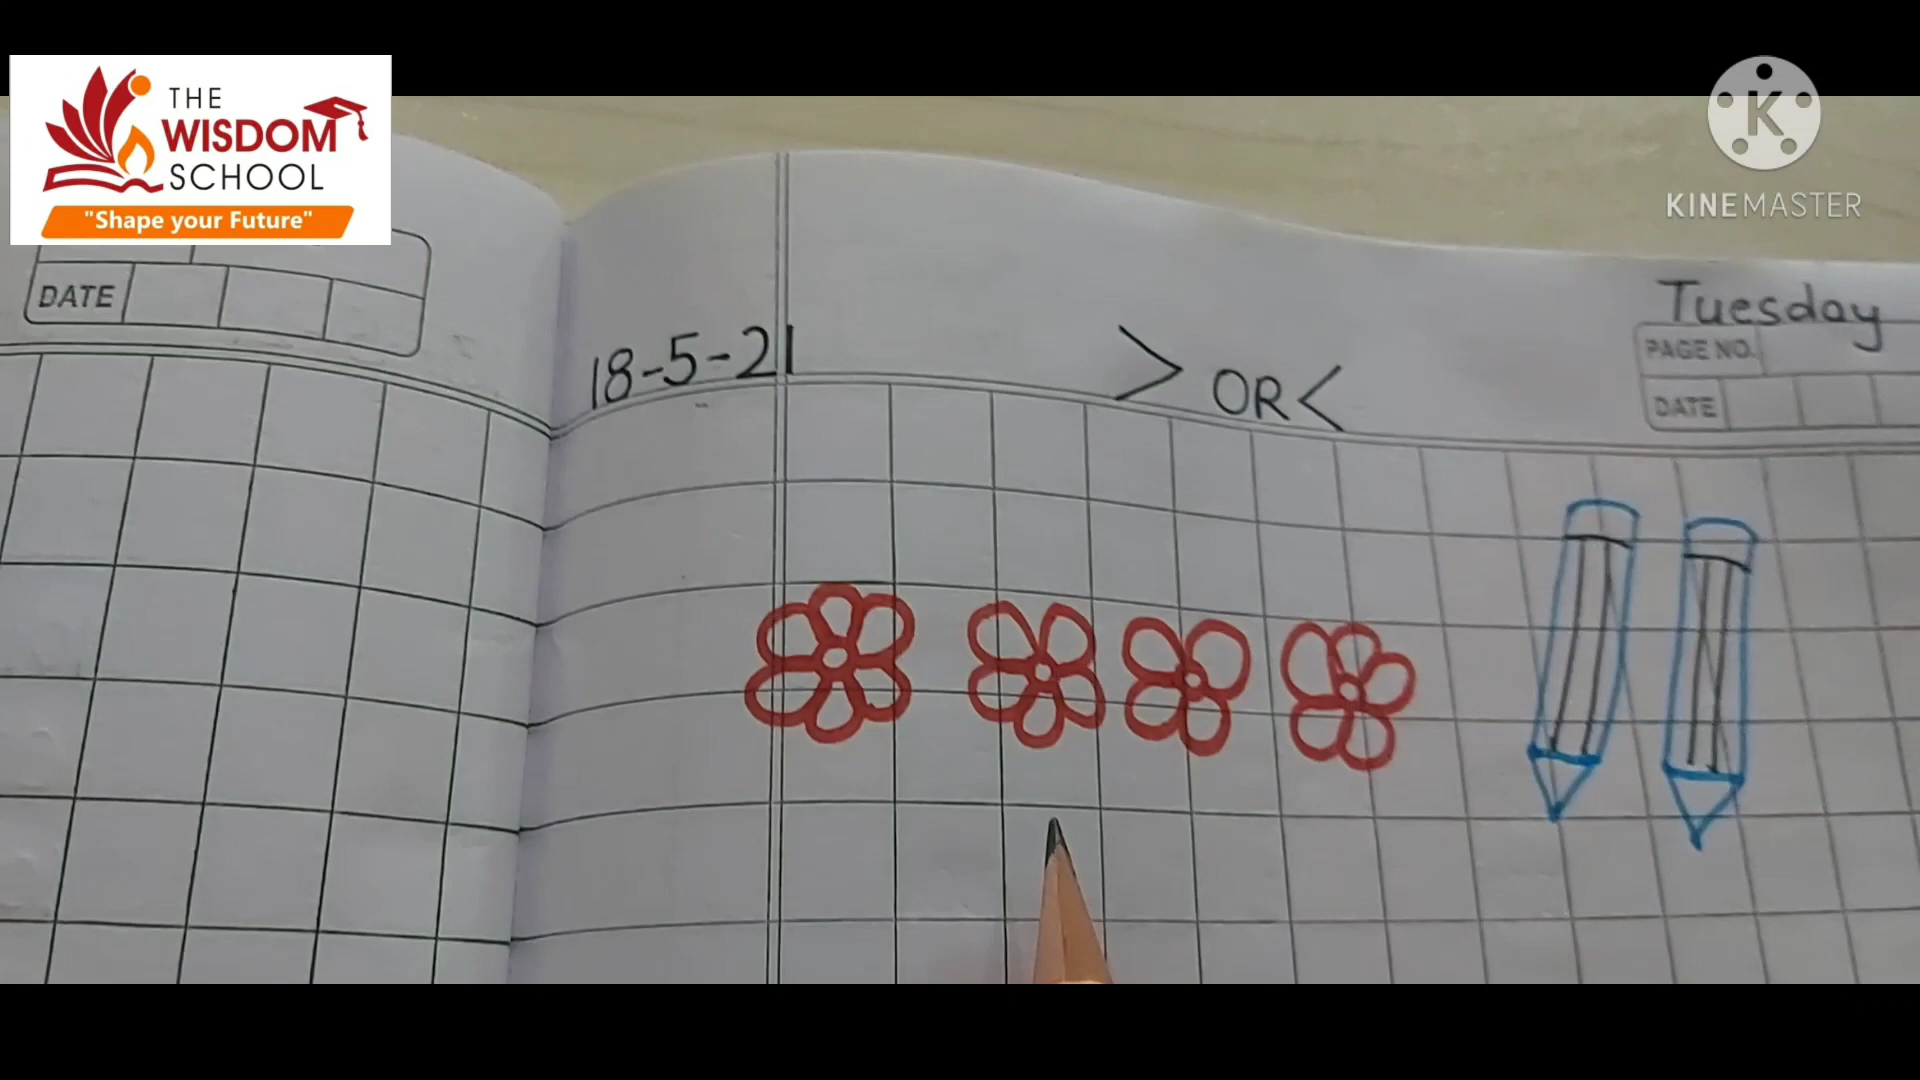 THE
WISDOM
SCHOOL
"Shape your Future"
K
KINEMASTER
DATE
18-5-21
> OR <
Tuesday
PAGE NO.
DATE